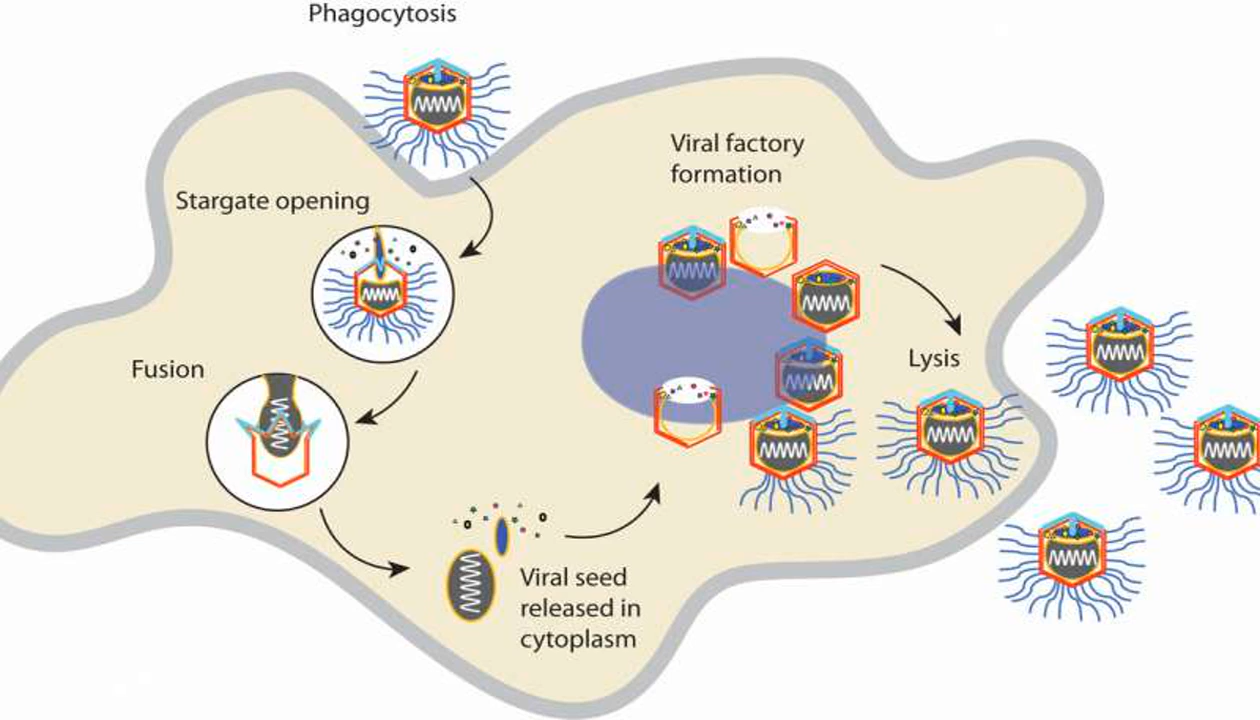 Phagocytosis
Viral factory
formation
Stargate opening
Fusion
Lysis
Viral seed
released in
cytoplasm